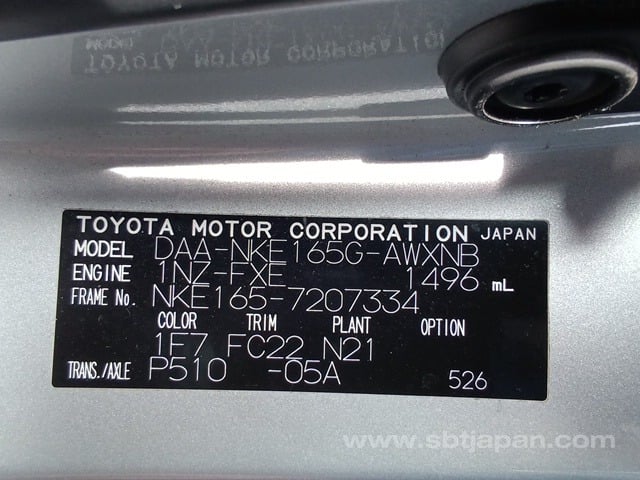 TOYOTA MOTOR CORPORATION JAPAN
MODEL DAA-NKE165G-AWXNB
ENGINE 1NZ-FXE 1496 mL
FRAME No. NKE165-7207334
COLOR TRIM PLANT OPTION
1F7 FC22 N21
TRANS./AXLE P510 -05A 526
www.sbtjapan.com